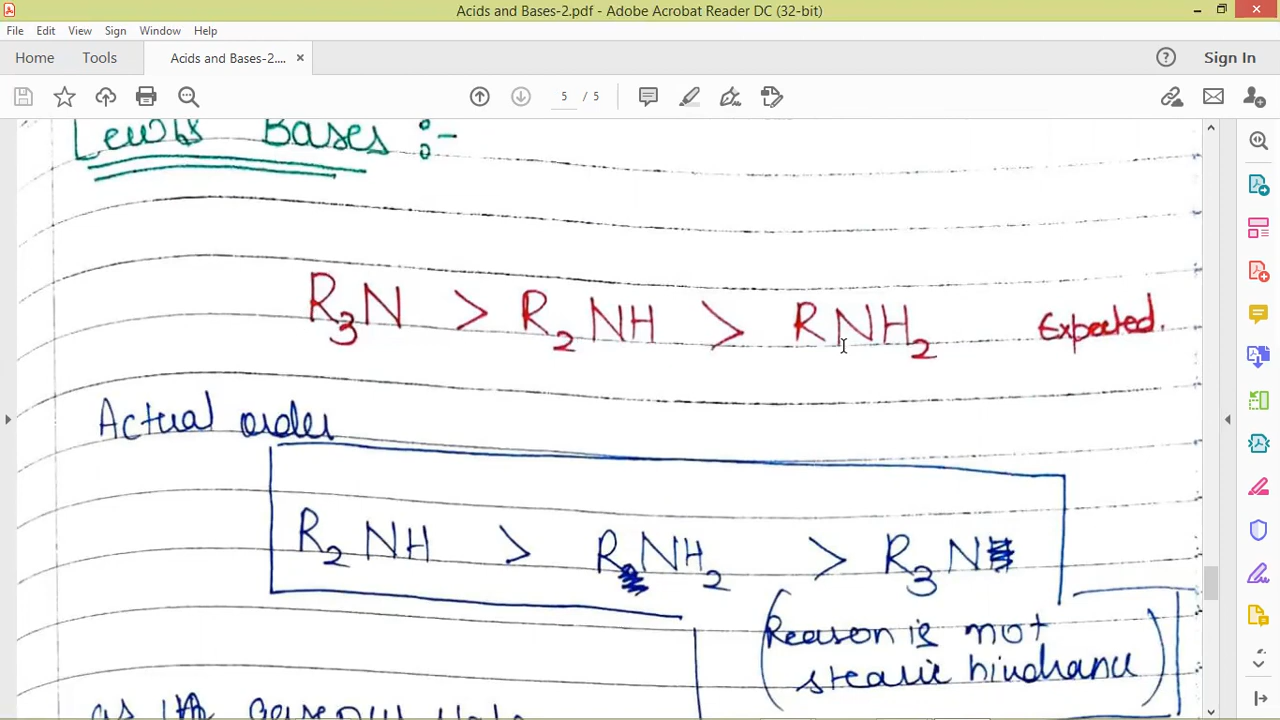 Acids and Bases-2.pdf - Adobe Acrobat Reader DC (32-bit)
File Edit View Sign Window Help
Home Tools Acids and Bases-2.... × Sign In
5 / 5
Lewis Bases :-
R3N > R2NH > RNH2 Expected.
Actual order
R2NH > RNH2 > R3N
(Reason is not
stearic hindrance)